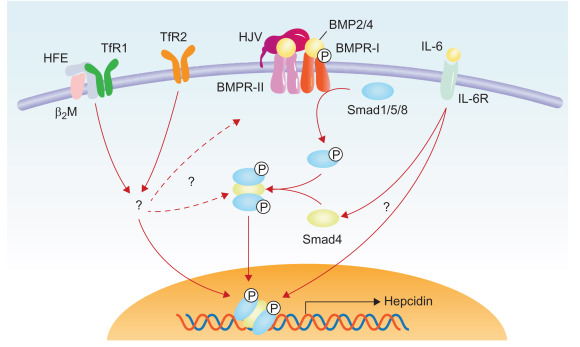 HFE
TfR1
TfR2
β2M
HJV
BMP2/4
BMPR-I
P
BMPR-II
Smad1/5/8
IL-6
IL-6R
P
P
P
?
?
?
Smad4
P
P
Hepcidin